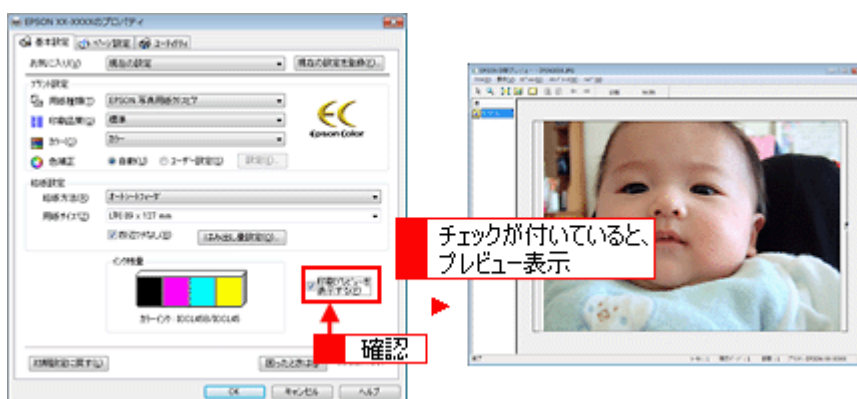 EPSON XX-XXXXのプロパティ
基本設定 ページ設定 ユーティリティ
お気に入り(V) 現在の設定 現在の設定を登録(Z)...
プリント設定
用紙種類(T) EPSON 写真用紙クリスピア
印刷品質(Q) 標準
カラー(C) カラー
Epson Color
色補正 自動(U) ユーザー設定(G) 設定(J)...
給紙設定
給紙方法(R) オートシートフィーダ
用紙サイズ(Z) L判 89 x 127 mm
四辺フチなし(B) はみ出し量設定(Q)...
チェックが付いていると、
プレビュー表示
インク残量
印刷プレビューを
表示する(P)
確認
初期設定に戻す(L)
OK キャンセル ヘルプ